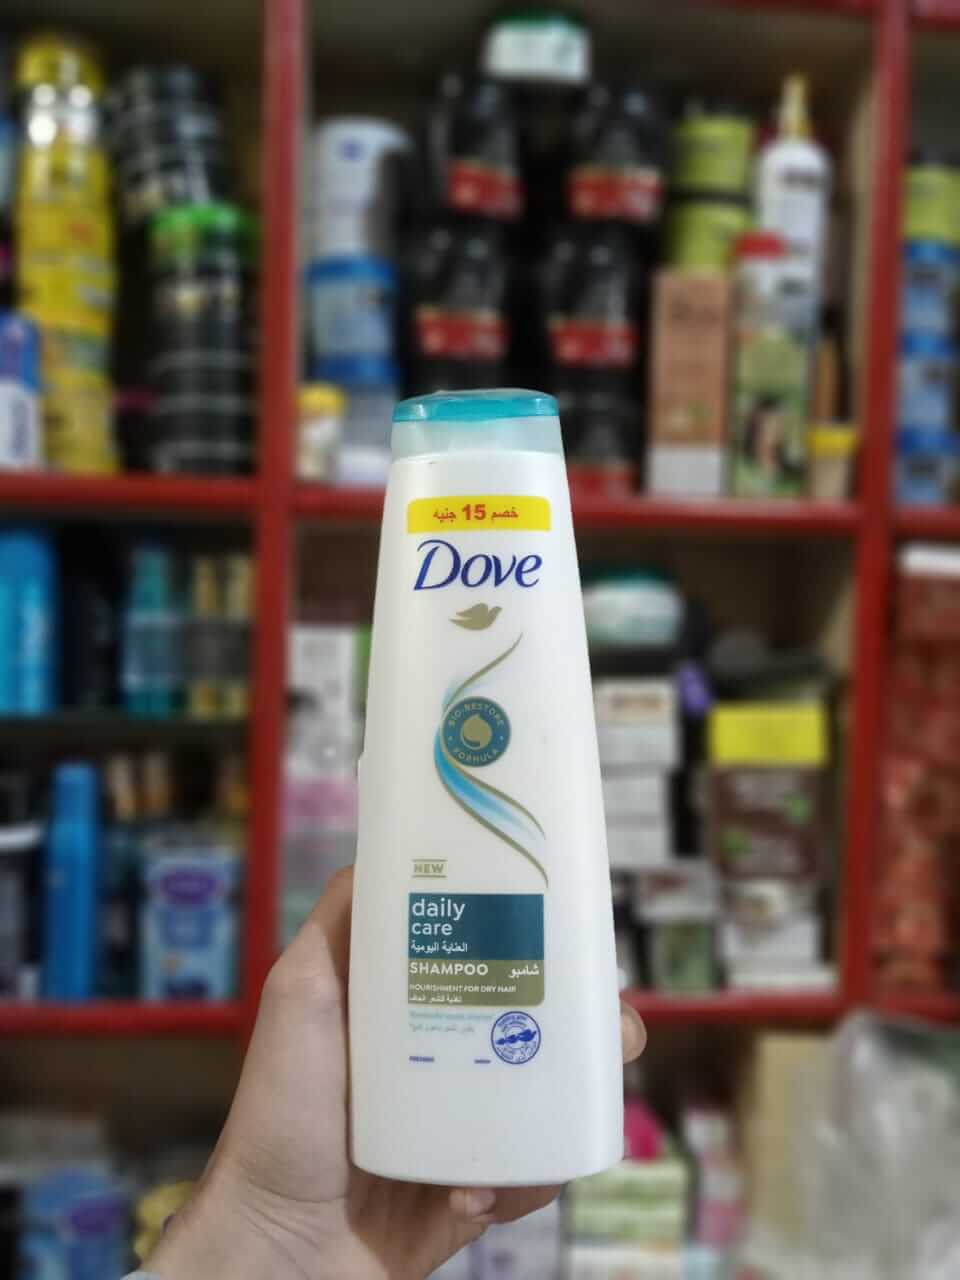 خصم 15 جنيه
Dove
BIO-RESTORE
FORMULA
NEW
daily
care
العناية اليومية
SHAMPOO شامبو
NOURISHMENT FOR DRY HAIR
تغذية للشعر الجاف